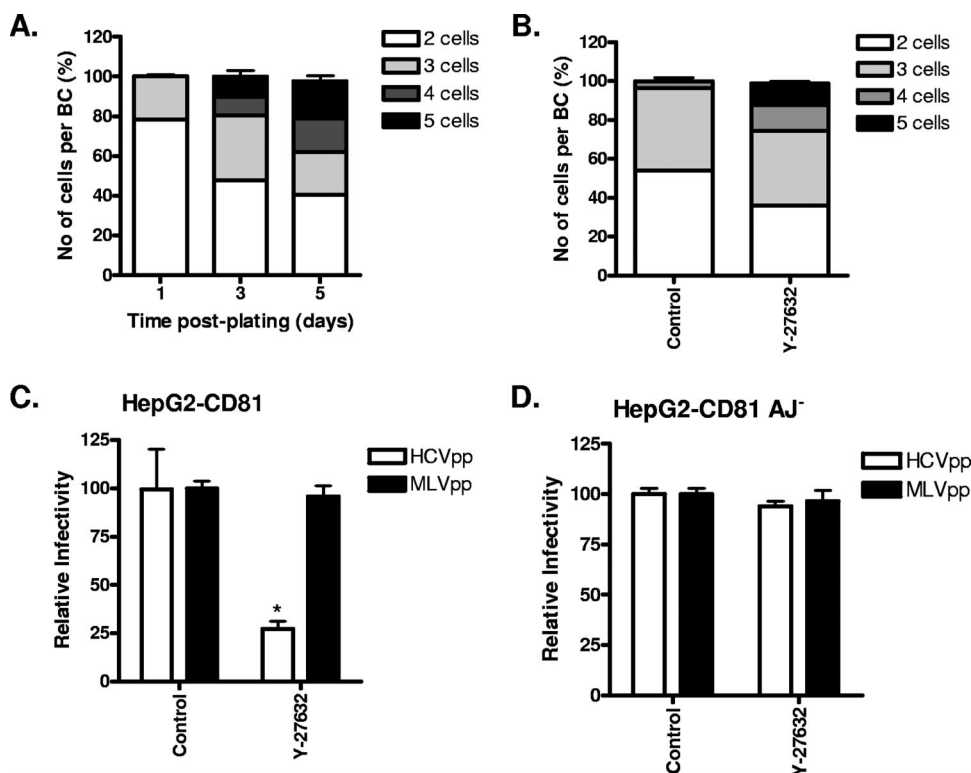 A.
No of cells per BC (%)
120
100
80
60
40
20
0
1 3 5
Time post-plating (days)
2 cells
3 cells
4 cells
5 cells
B.
No of cells per BC (%)
120
100
80
60
40
20
0
Control
Y-27632
2 cells
3 cells
4 cells
5 cells
C.
HepG2-CD81
Relative Infectivity
125
100
75
50
25
0
*
Control
Y-27632
HCVpp
MLVpp
D.
HepG2-CD81 AJ⁻
Relative Infectivity
125
100
75
50
25
0
Control
Y-27632
HCVpp
MLVpp